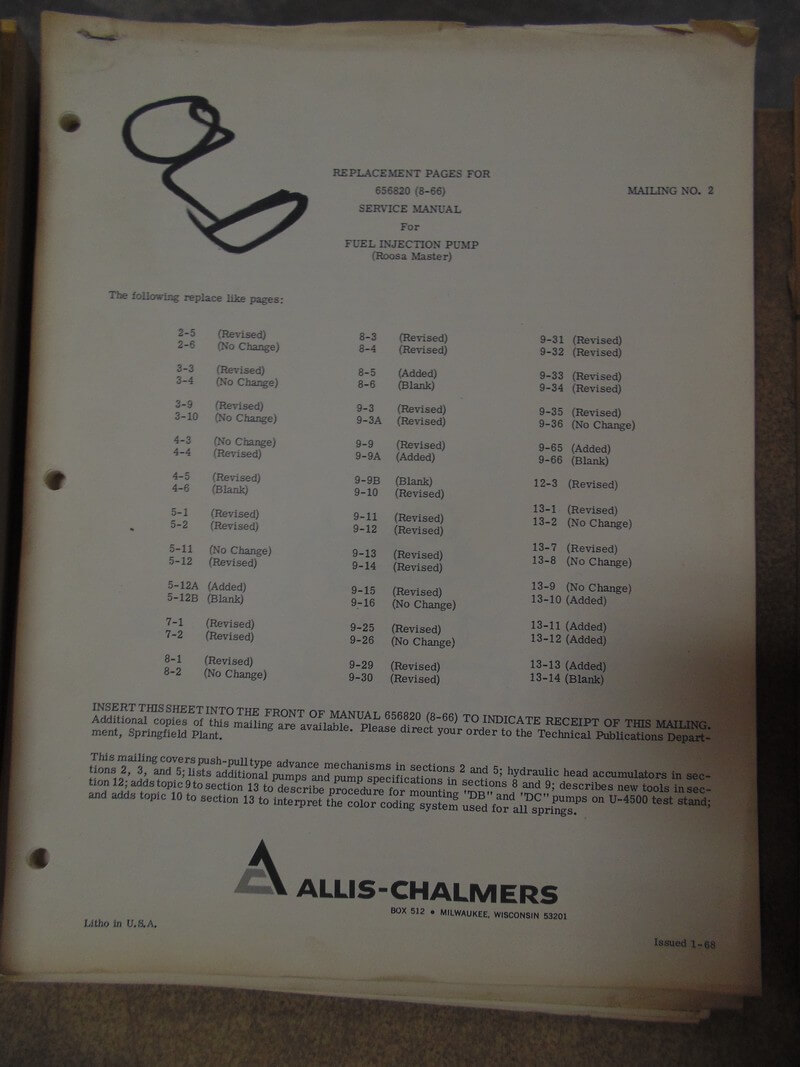 OLD
REPLACEMENT PAGES FOR
656820 (8-66)
MAILING NO. 2
SERVICE MANUAL
For
FUEL INJECTION PUMP
(Roosa Master)
The following replace like pages:
2-5 (Revised)
2-6 (No Change)
3-3 (Revised)
3-4 (No Change)
3-9 (Revised)
3-10 (No Change)
4-3 (No Change)
4-4 (Revised)
4-5 (Revised)
4-6 (Blank)
5-1 (Revised)
5-2 (Revised)
5-11 (No Change)
5-12 (Revised)
5-12A (Added)
5-12B (Blank)
7-1 (Revised)
7-2 (Revised)
8-1 (Revised)
8-2 (No Change)
8-3 (Revised)
8-4 (Revised)
8-5 (Added)
8-6 (Blank)
9-3 (Revised)
9-3A (Revised)
9-9 (Revised)
9-9A (Added)
9-9B (Blank)
9-10 (Revised)
9-11 (Revised)
9-12 (Revised)
9-13 (Revised)
9-14 (Revised)
9-15 (Revised)
9-16 (No Change)
9-25 (Revised)
9-26 (No Change)
9-29 (Revised)
9-30 (Revised)
9-31 (Revised)
9-32 (Revised)
9-33 (Revised)
9-34 (Revised)
9-35 (Revised)
9-36 (No Change)
9-65 (Added)
9-66 (Blank)
12-3 (Revised)
13-1 (Revised)
13-2 (No Change)
13-7 (Revised)
13-8 (No Change)
13-9 (No Change)
13-10 (Added)
13-11 (Added)
13-12 (Added)
13-13 (Added)
13-14 (Blank)
INSERT THIS SHEET INTO THE FRONT OF MANUAL 656820 (8-66) TO INDICATE RECEIPT OF THIS MAILING.
Additional copies of this mailing are available. Please direct your order to the Technical Publications Depart-
ment, Springfield Plant.
This mailing covers push-pull type advance mechanisms in sections 2 and 5; hydraulic head accumulators in sec-
tions 2, 3, and 5; lists additional pumps and pump specifications in sections 8 and 9; describes new tools in sec-
tion 12; adds topic 9 to section 13 to describe procedure for mounting "DB" and "DC" pumps on U-4500 test stand;
and adds topic 10 to section 13 to interpret the color coding system used for all springs.
ALLIS-CHALMERS
BOX 512 • MILWAUKEE, WISCONSIN 53201
Litho in U.S.A.
Issued 1-68